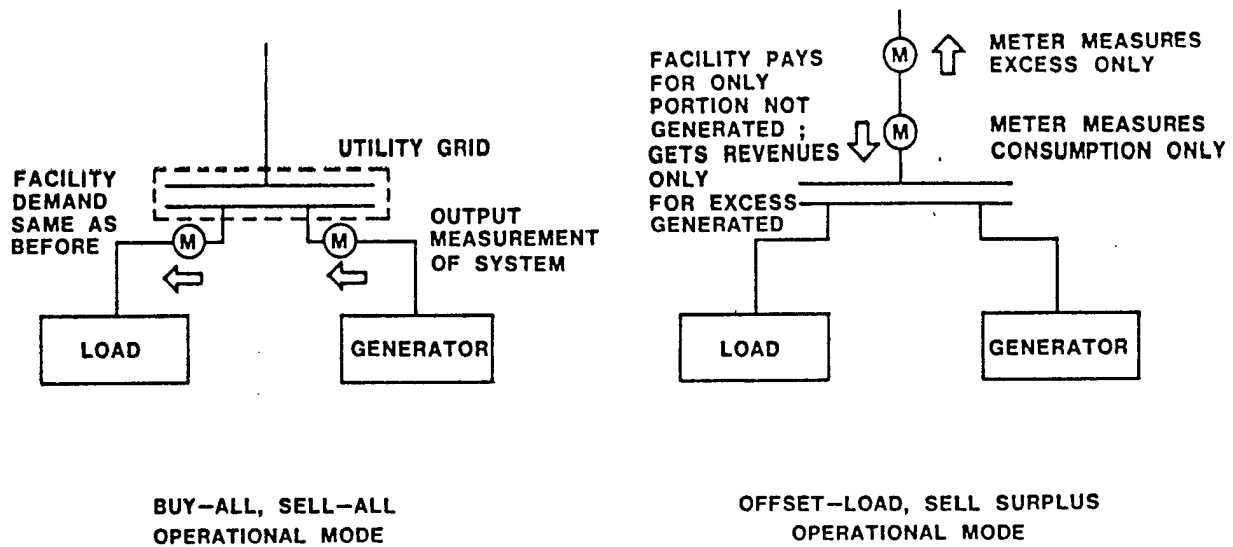 UTILITY GRID
FACILITY
DEMAND
SAME AS
BEFORE
M
M
OUTPUT
MEASUREMENT
OF SYSTEM
LOAD
GENERATOR
BUY-ALL, SELL-ALL
OPERATIONAL MODE
FACILITY PAYS
FOR ONLY
PORTION NOT
GENERATED ;
GETS REVENUES
ONLY
FOR EXCESS
GENERATED
M
METER MEASURES
EXCESS ONLY
M
METER MEASURES
CONSUMPTION ONLY
LOAD
GENERATOR
OFFSET-LOAD, SELL SURPLUS
OPERATIONAL MODE